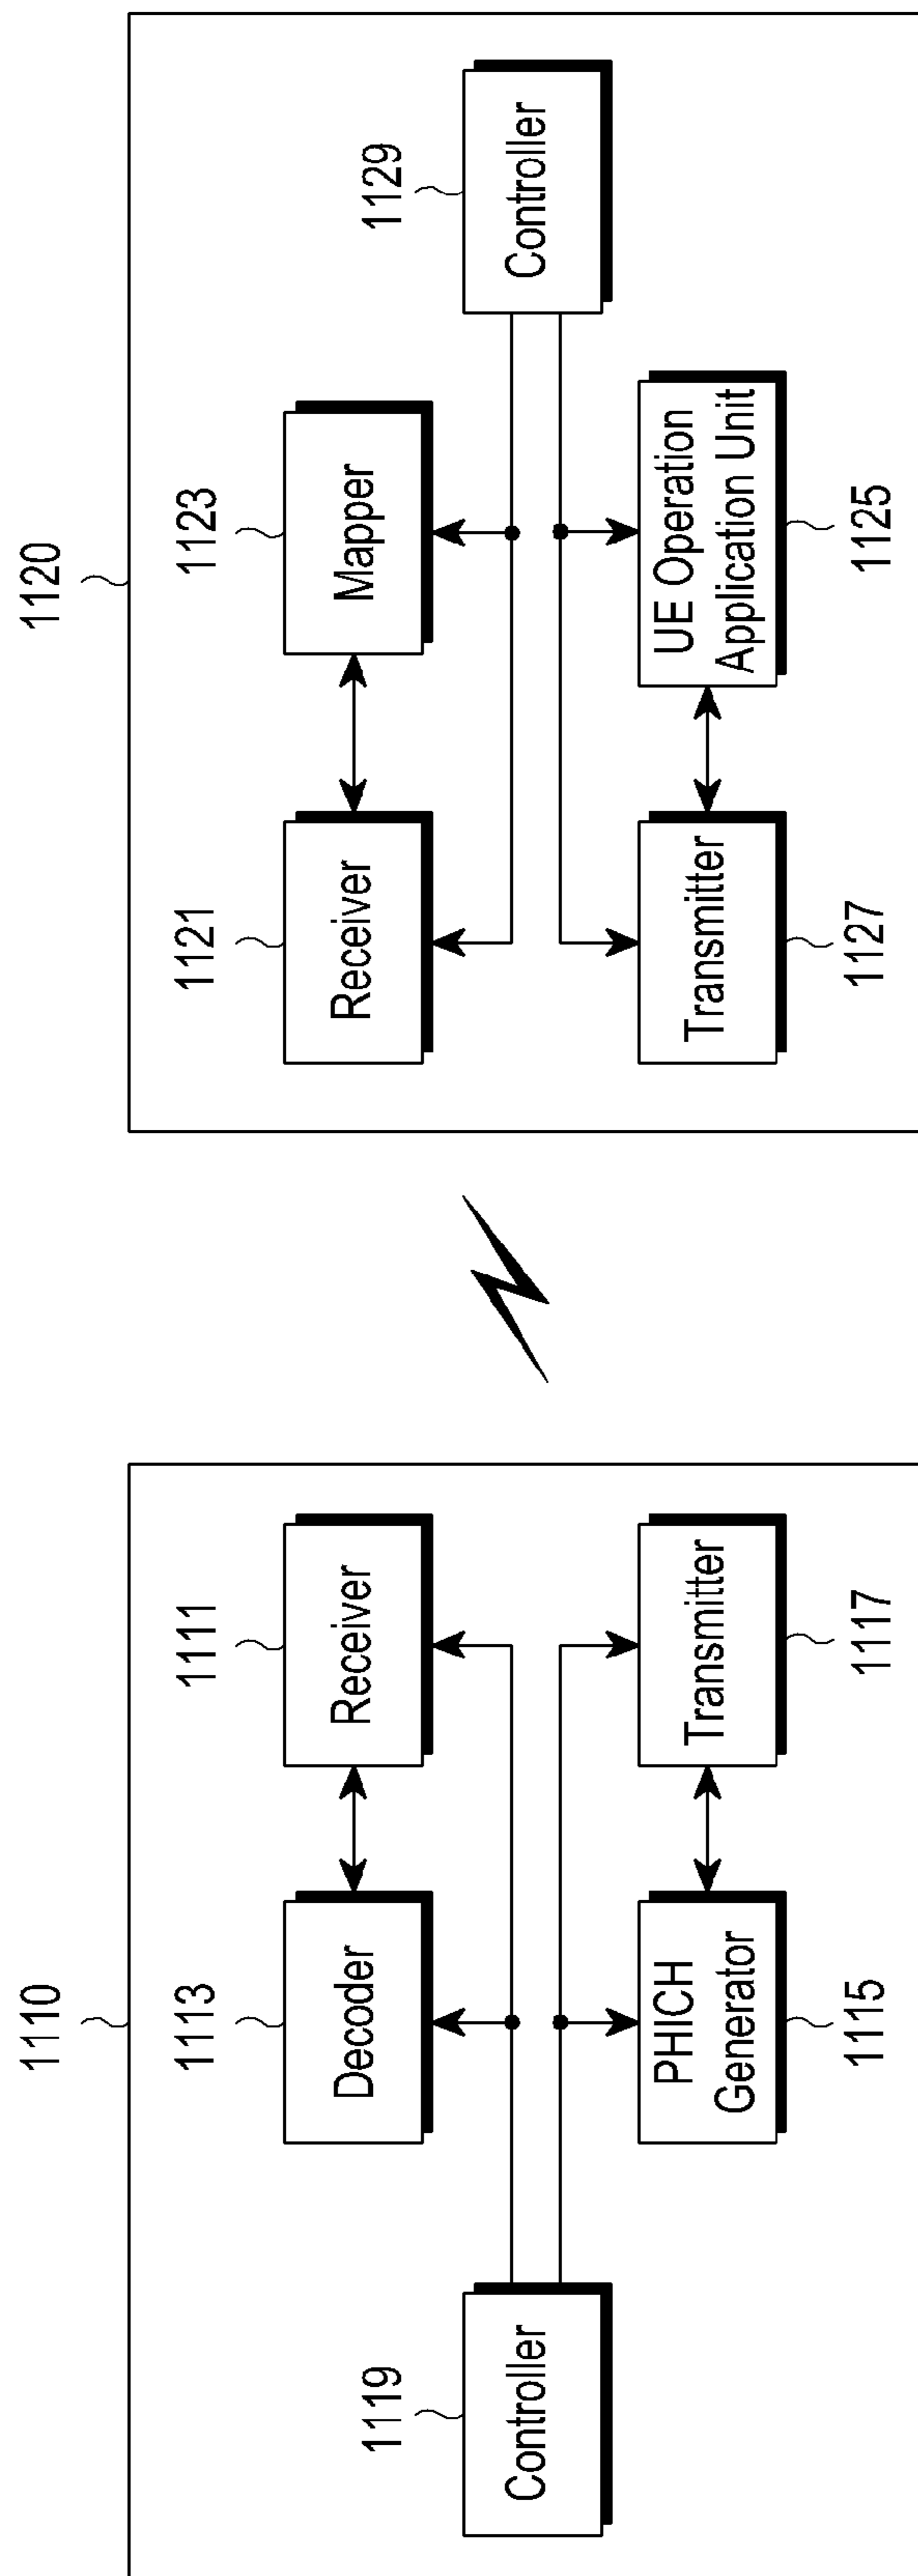 1110
1119
Controller
1113
Decoder
1111
Receiver
PHICH
Generator
1115
Transmitter
1117
1120
1121
Receiver
1123
Mapper
1129
Controller
Transmitter
1127
UE Operation
Application Unit
1125